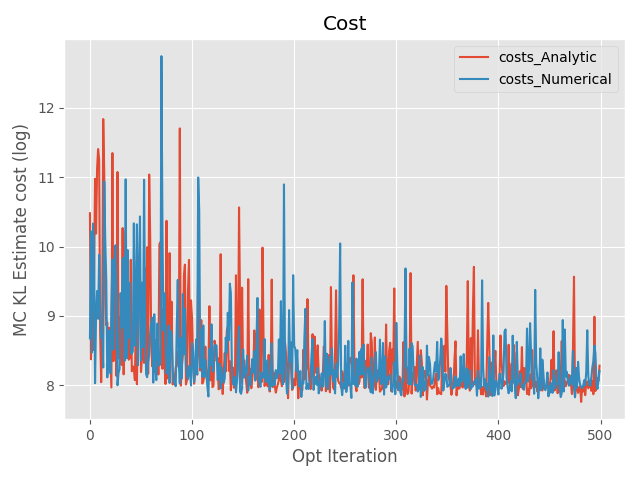 Cost
costs_Analytic
costs_Numerical
MC KL Estimate cost (log)
12
11
10
9
8
0
100
200
300
400
500
Opt Iteration